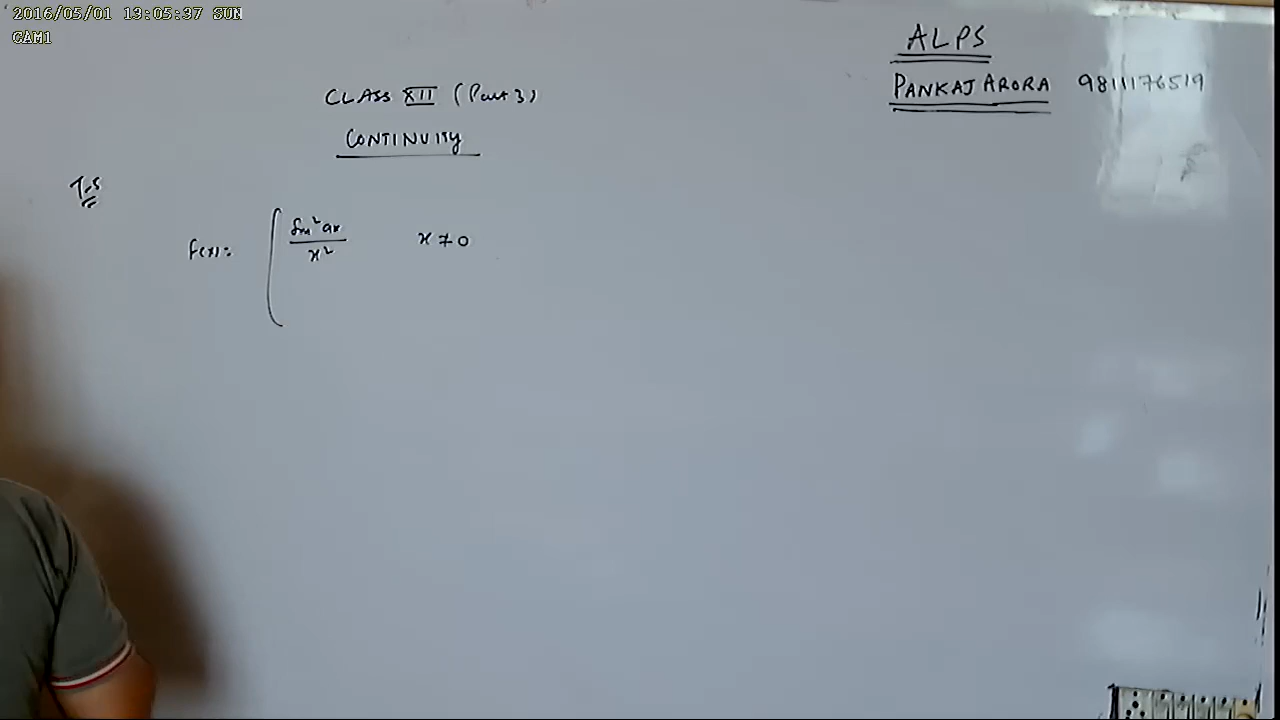 2016/05/01 13:05:37 SUN
CAM1
ALPS
PANKAJ ARORA 9811176519
CLASS XII (Part 3)
CONTINUITY
T-5
f(x)= { sin²ax / x² x ≠ 0